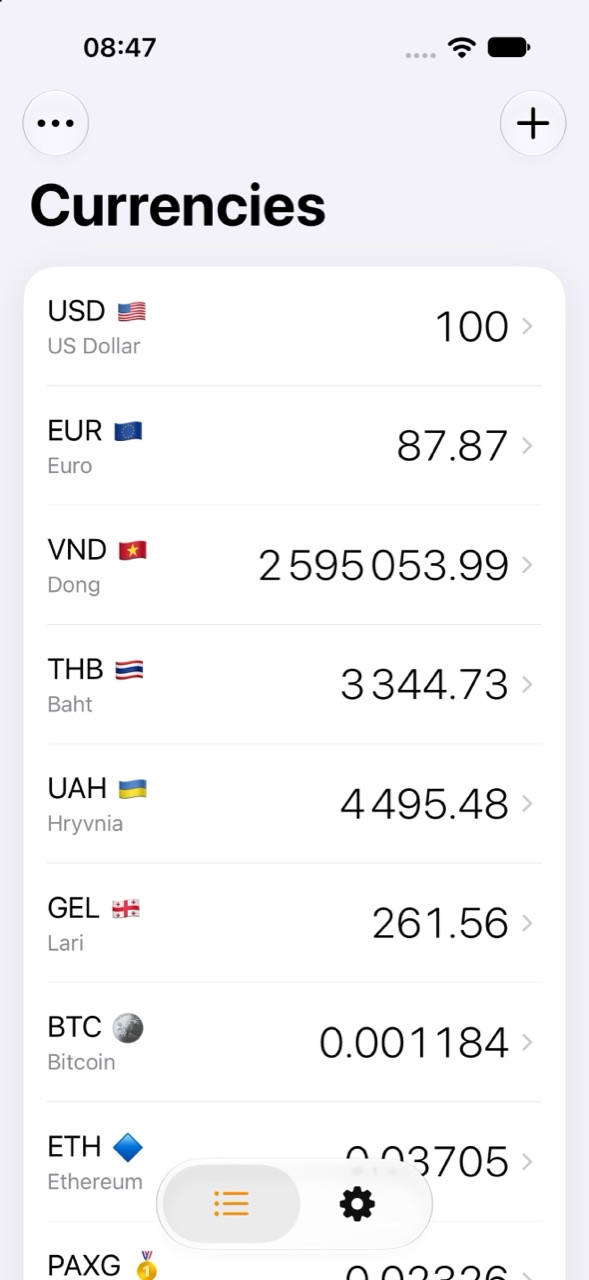 08:47
Currencies
USD 🇺🇸
US Dollar
100
EUR 🇪🇺
Euro
87.87
VND 🇻🇳
Dong
2 595 053.99
THB 🇹🇭
Baht
3 344.73
UAH 🇺🇦
Hryvnia
4 495.48
GEL 🇬🇪
Lari
261.56
BTC
Bitcoin
0.001184
ETH
Ethereum
0.03705
PAXG